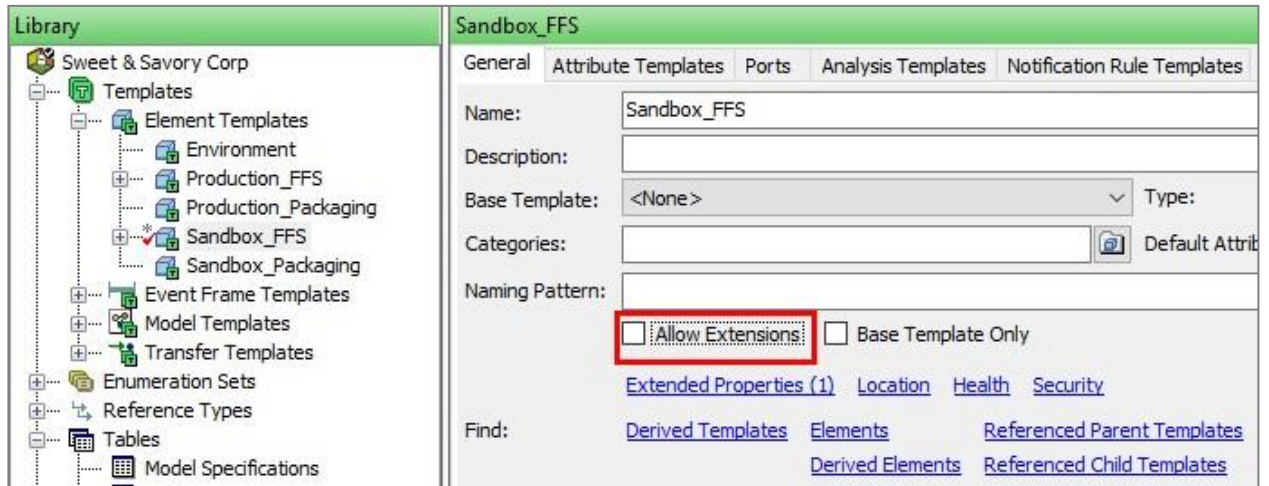 Library
Sweet & Savory Corp
Templates
Element Templates
Environment
Production_FFS
Production_Packaging
Sandbox_FFS
Sandbox_Packaging
Event Frame Templates
Model Templates
Transfer Templates
Enumeration Sets
Reference Types
Tables
Model Specifications
Sandbox_FFS
General Attribute Templates Ports Analysis Templates Notification Rule Templates
Name: Sandbox_FFS
Description:
Base Template: <None> Type:
Categories: Default Attrib
Naming Pattern:
Allow Extensions Base Template Only
Extended Properties (1) Location Health Security
Find: Derived Templates Elements Referenced Parent Templates
Derived Elements Referenced Child Templates